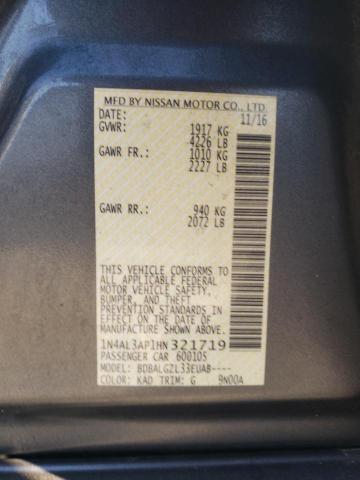 MFD BY NISSAN MOTOR CO., LTD.
DATE: 11/16
GVWR: 1917 KG
4226 LB
GAWR FR.: 1010 KG
2227 LB
GAWR RR.: 940 KG
2072 LB
THIS VEHICLE CONFORMS TO
ALL APPLICABLE FEDERAL
MOTOR VEHICLE SAFETY,
BUMPER, AND THEFT
PREVENTION STANDARDS IN
EFFECT ON THE DATE OF
MANUFACTURE SHOWN ABOVE.
1N4AL3AP1HN321719
PASSENGER CAR 600105
MODEL: BDBALGZL33EUAB----
COLOR: KAD TRIM: G 9N00A